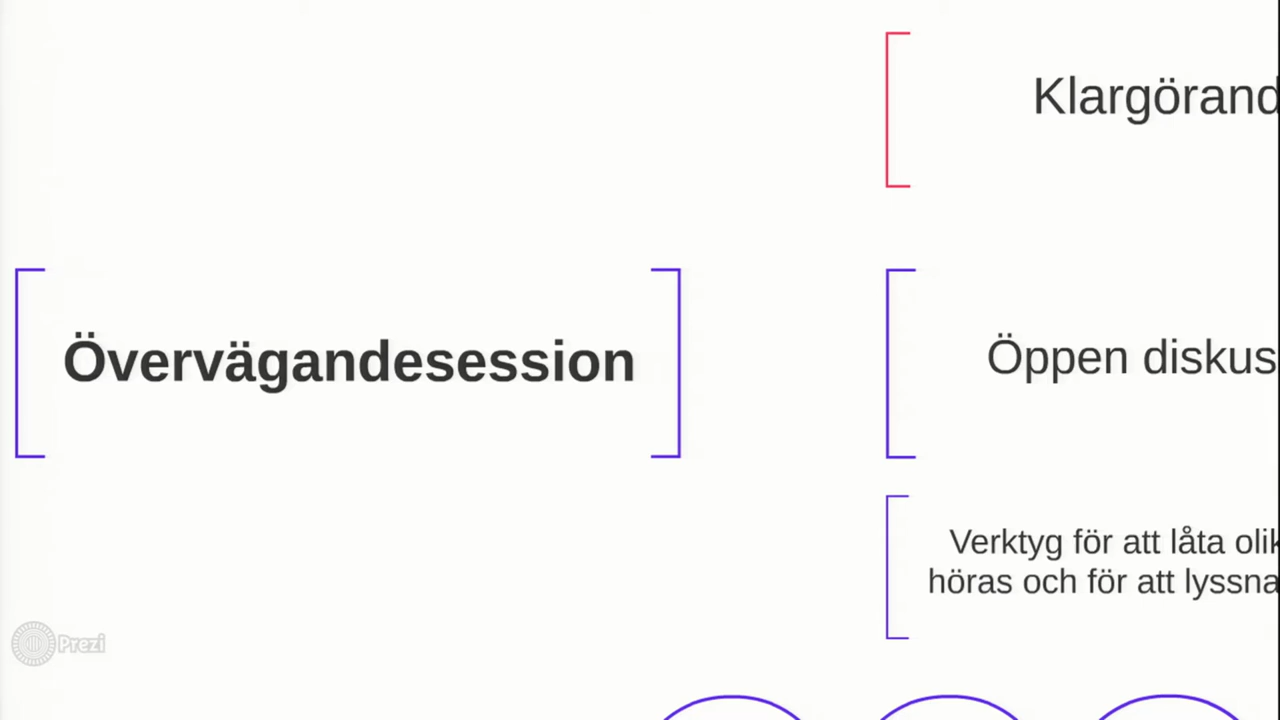 Klargörand
Övervägandesession
Öppen diskus
Verktyg för att låta olik
höras och för att lyssna
Prezi